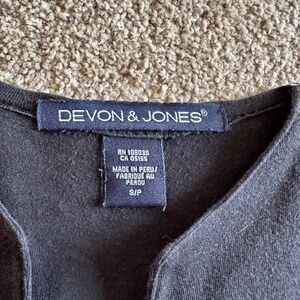 DEVON & JONES®
RN 108030
CA 05155
MADE IN PERU/
FABRIQUÉ AU
PÉROU
S/P